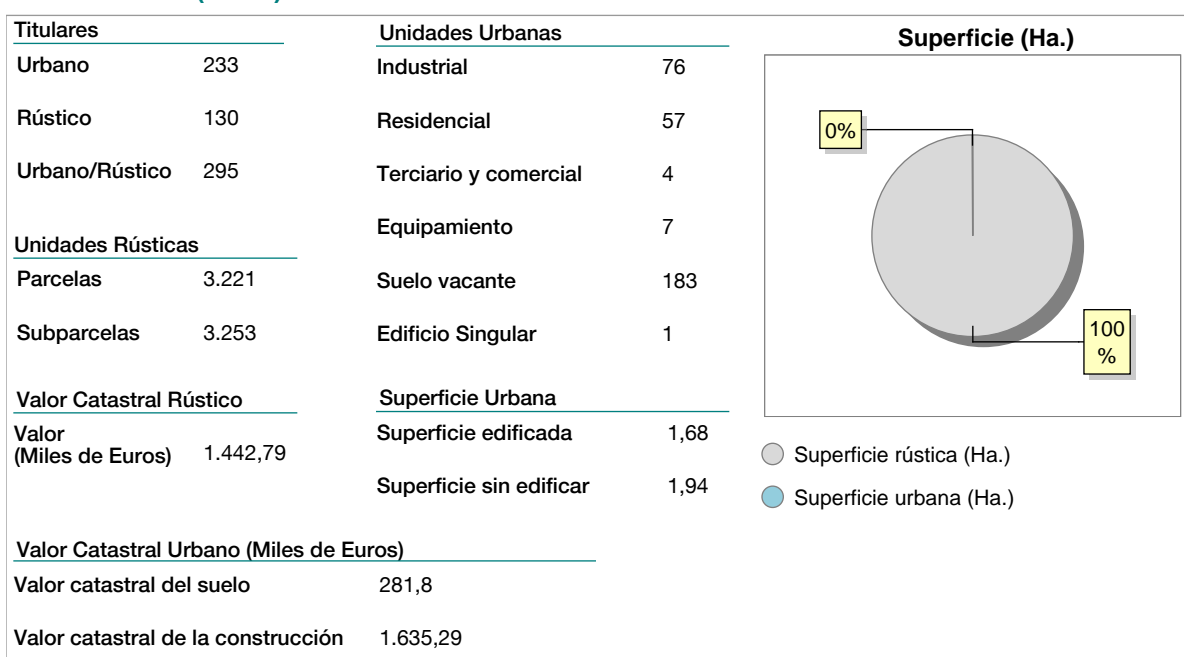 Titulares
Urbano 233
Rústico 130
Urbano/Rústico 295
Unidades Rústicas
Parcelas 3.221
Subparcelas 3.253
Valor Catastral Rústico
Valor
(Miles de Euros) 1.442,79
Unidades Urbanas
Industrial 76
Residencial 57
Terciario y comercial 4
Equipamiento 7
Suelo vacante 183
Edificio Singular 1
Superficie Urbana
Superficie edificada 1,68
Superficie sin edificar 1,94
Valor Catastral Urbano (Miles de Euros)
Valor catastral del suelo 281,8
Valor catastral de la construcción 1.635,29
Superficie (Ha.)
0%
100
%
Superficie rústica (Ha.)
Superficie urbana (Ha.)